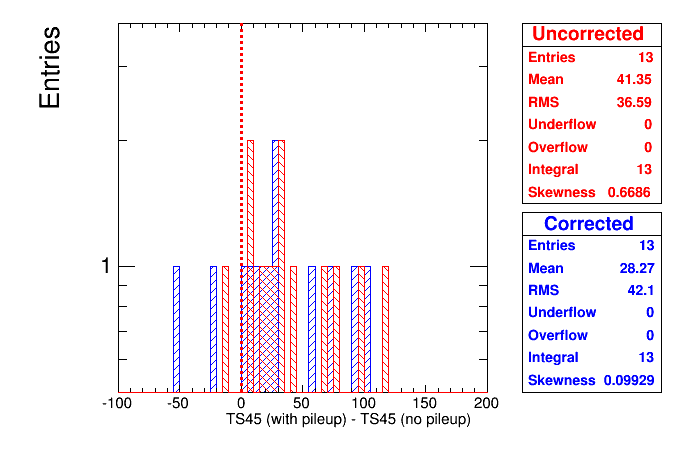 Entries
1
-100 -50 0 50 100 150 200
TS45 (with pileup) - TS45 (no pileup)
Uncorrected
Entries 13
Mean 41.35
RMS 36.59
Underflow 0
Overflow 0
Integral 13
Skewness 0.6686
Corrected
Entries 13
Mean 28.27
RMS 42.1
Underflow 0
Overflow 0
Integral 13
Skewness 0.09929